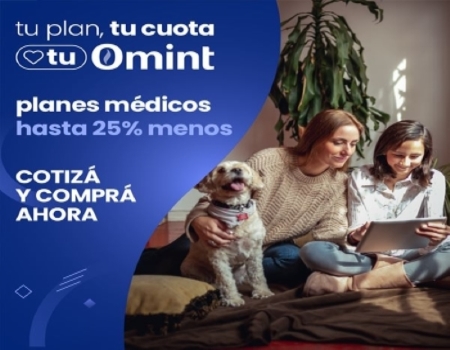 tu plan, tu cuota
tu Omint
planes médicos
hasta 25% menos
COTIZÁ
Y COMPRÁ
AHORA